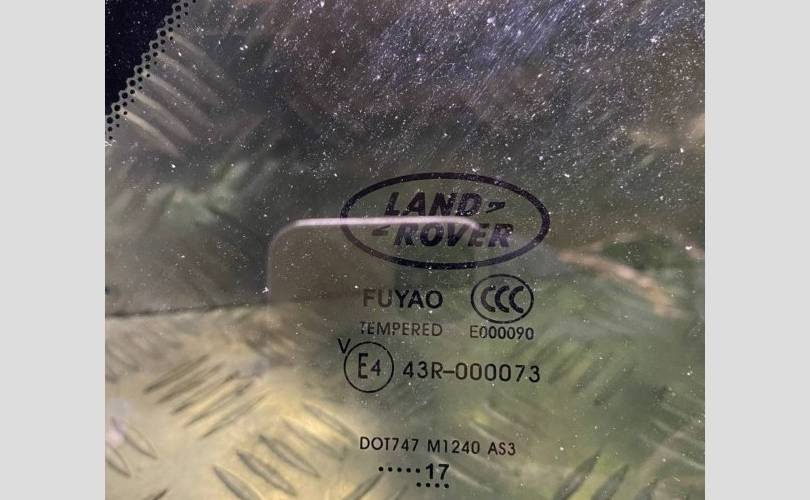 LAND
ROVER
FUYAO CCC
TEMPERED E000090
V
E4 43R-000073
DOT747 M1240 AS3
.....17
....